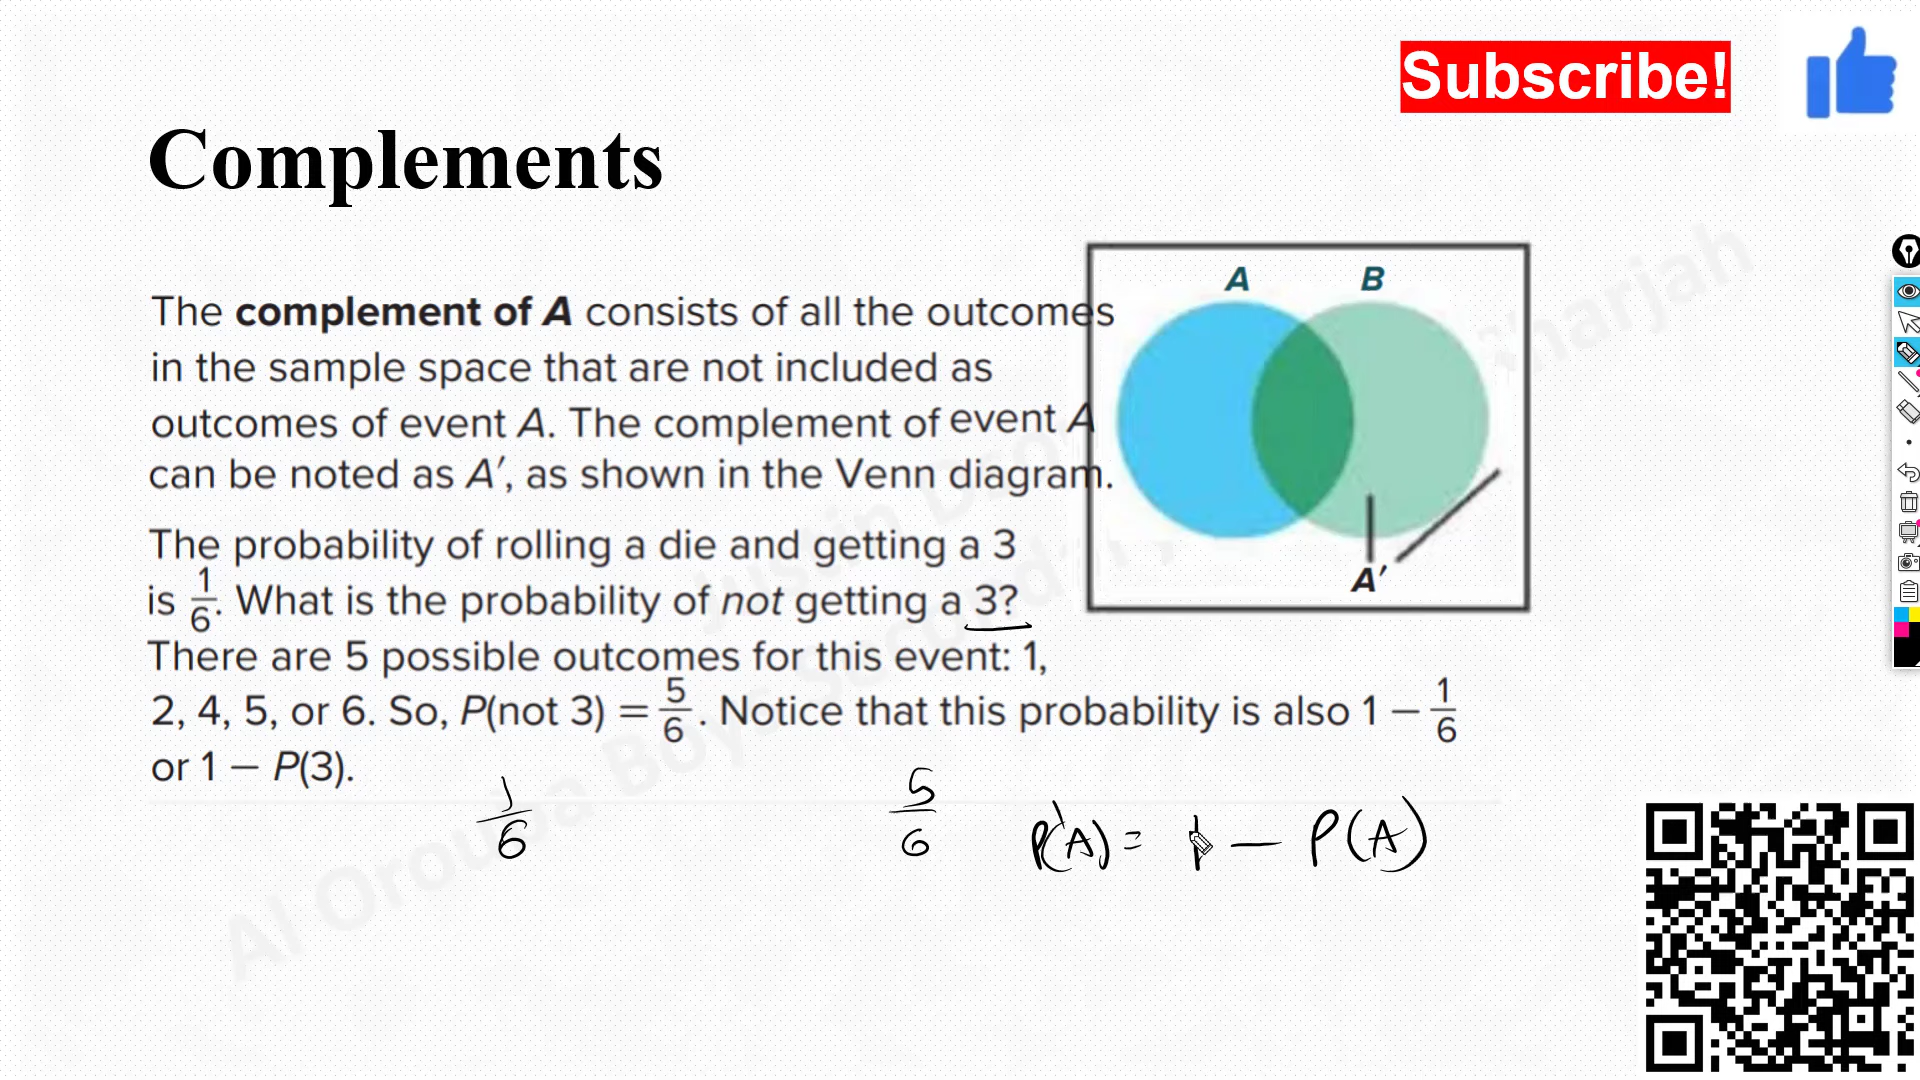 Subscribe!
Complements
The complement of A consists of all the outcomes
in the sample space that are not included as
outcomes of event A. The complement of event A
can be noted as A′, as shown in the Venn diagram.
A B
A′
The probability of rolling a die and getting a 3
is 1/6. What is the probability of not getting a 3?
There are 5 possible outcomes for this event: 1,
2, 4, 5, or 6. So, P(not 3) = 5/6. Notice that this probability is also 1 − 1/6
or 1 − P(3).
1/6 5/6 P'(A) = 1 − P(A)
Al Orouba Boys